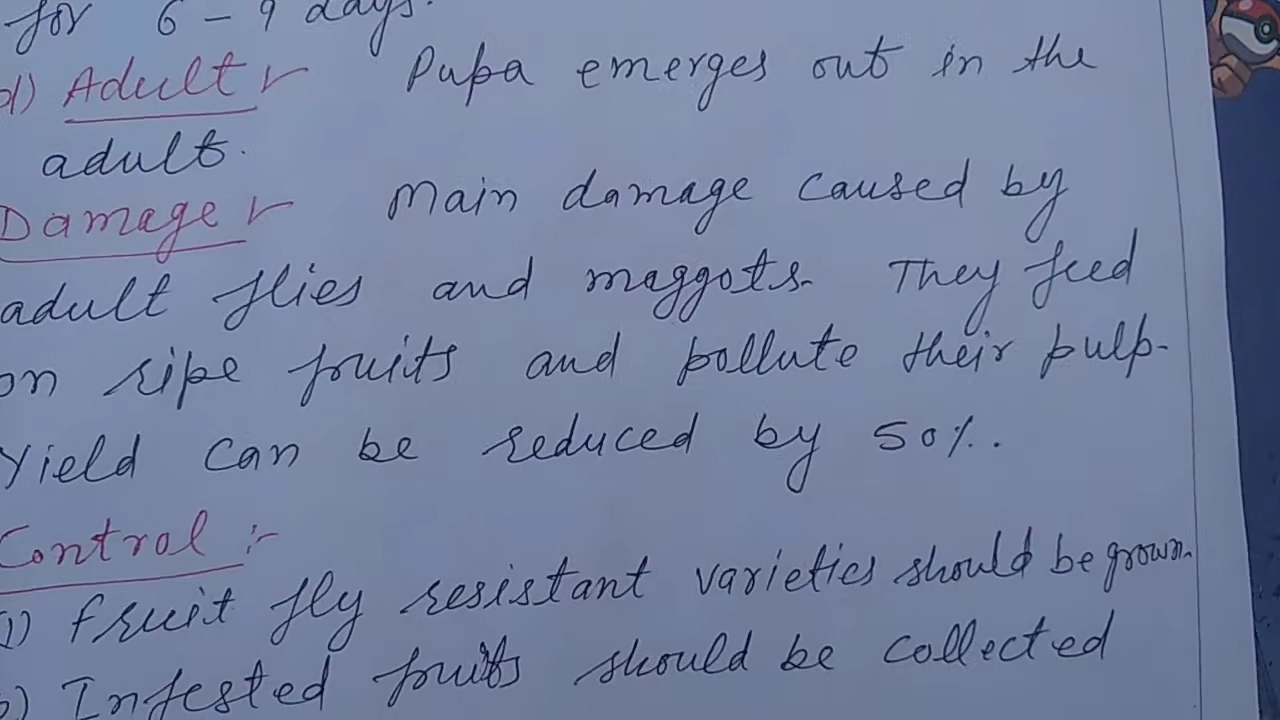 for 6 - 9 days.
d) Adult :- Pupa emerges out in the
adult.
Damage :- Main damage caused by
adult flies and maggots. They feed
on ripe fruits and pollute their pulp.
Yield can be reduced by 50%.
Control :-
1) Fruit fly resistant varieties should be grown.
2) Infested fruits should be collected